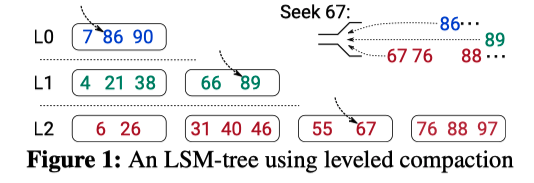 Seek 67:
L0 7 86 90 86···
89
67 76 88···
L1 4 21 38 66 89
L2 6 26 31 40 46 55 67 76 88 97
Figure 1: An LSM-tree using leveled compaction